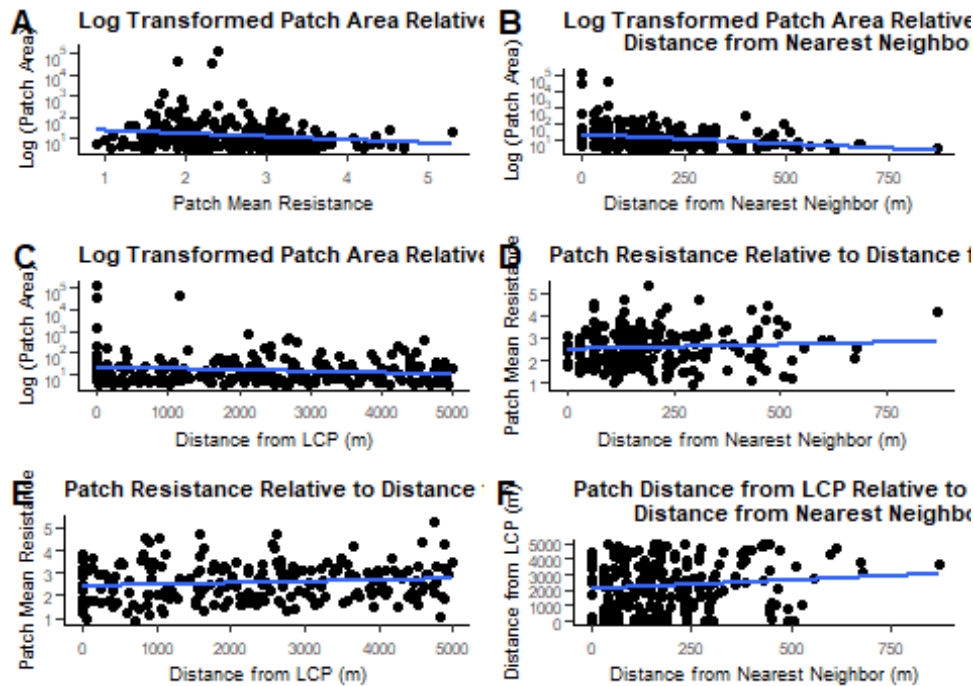 A
Log Transformed Patch Area Relative
Log (Patch Area)
10⁵
10⁴
10³
10²
10¹
1 2 3 4 5
Patch Mean Resistance
B
Log Transformed Patch Area Relative
Distance from Nearest Neighbo
Log (Patch Area)
10⁵
10⁴
10³
10²
10¹
0 250 500 750
Distance from Nearest Neighbor (m)
C
Log Transformed Patch Area Relative
Log (Patch Area)
10⁵
10⁴
10³
10²
10¹
0 1000 2000 3000 4000 5000
Distance from LCP (m)
D
Patch Resistance Relative to Distance f
Patch Mean Resistance
5
4
3
2
1
0 250 500 750
Distance from Nearest Neighbor (m)
E
Patch Resistance Relative to Distance
Patch Mean Resistance
5
4
3
2
1
0 1000 2000 3000 4000 5000
Distance from LCP (m)
F
Patch Distance from LCP Relative to
Distance from Nearest Neighbo
Distance from LCP (m)
5000
4000
3000
2000
1000
0
0 250 500 750
Distance from Nearest Neighbor (m)